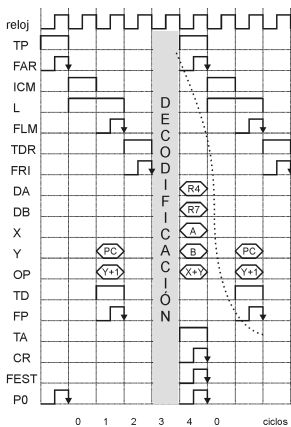 reloj
TP
FAR
ICM
L
FLM
TDR
FRI
DA R4
DB R7
X A
Y PC B PC
OP Y+1 X+Y Y+1
TD
FP
TA
CR
FEST
P0
DECODIFICACIÓN
0 1 2 3 4 0 ciclos